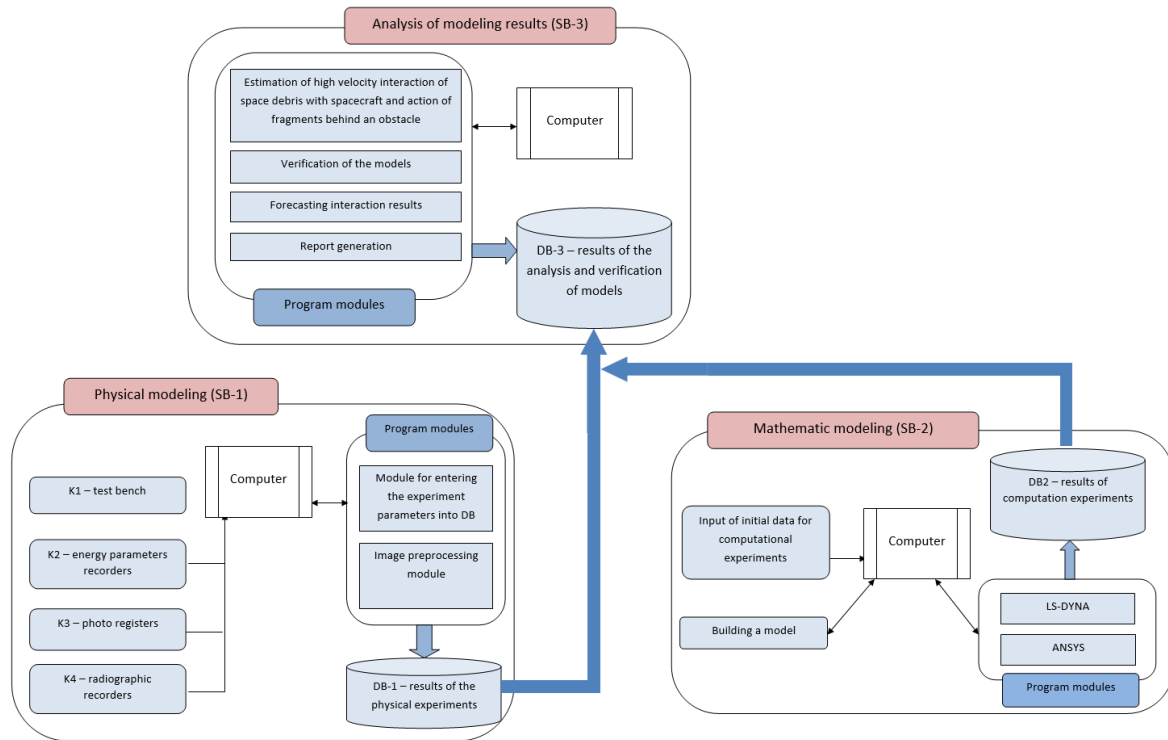 Analysis of modeling results (SB-3)
Estimation of high velocity interaction of
space debris with spacecraft and action of
fragments behind an obstacle
Computer
Verification of the models
Forecasting interaction results
Report generation
DB-3 – results of the
analysis and verification
of models
Program modules
Physical modeling (SB-1)
Program modules
Computer
Module for entering
the experiment
parameters into DB
K1 – test bench
K2 – energy parameters
recorders
Image preprocessing
module
K3 – photo registers
K4 – radiographic
recorders
DB-1 – results of the
physical experiments
Mathematic modeling (SB-2)
DB2 – results of
computation experiments
Input of initial data for
computational
experiments
Computer
Building a model
LS-DYNA
ANSYS
Program modules